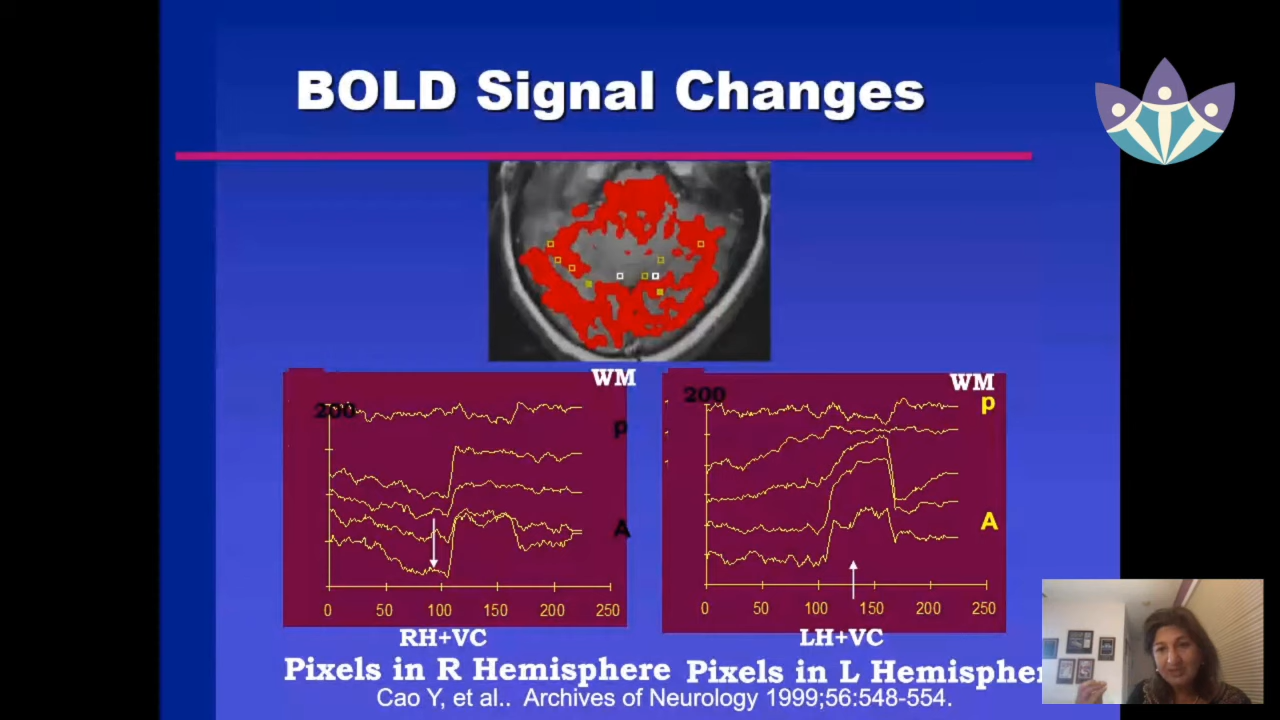 BOLD Signal Changes
WM
WM
200
200
p
p
A
A
0 50 100 150 200 250
0 50 100 150 200 250
RH+VC
LH+VC
Pixels in R Hemisphere
Pixels in L Hemispher
Cao Y, et al.. Archives of Neurology 1999;56:548-554.